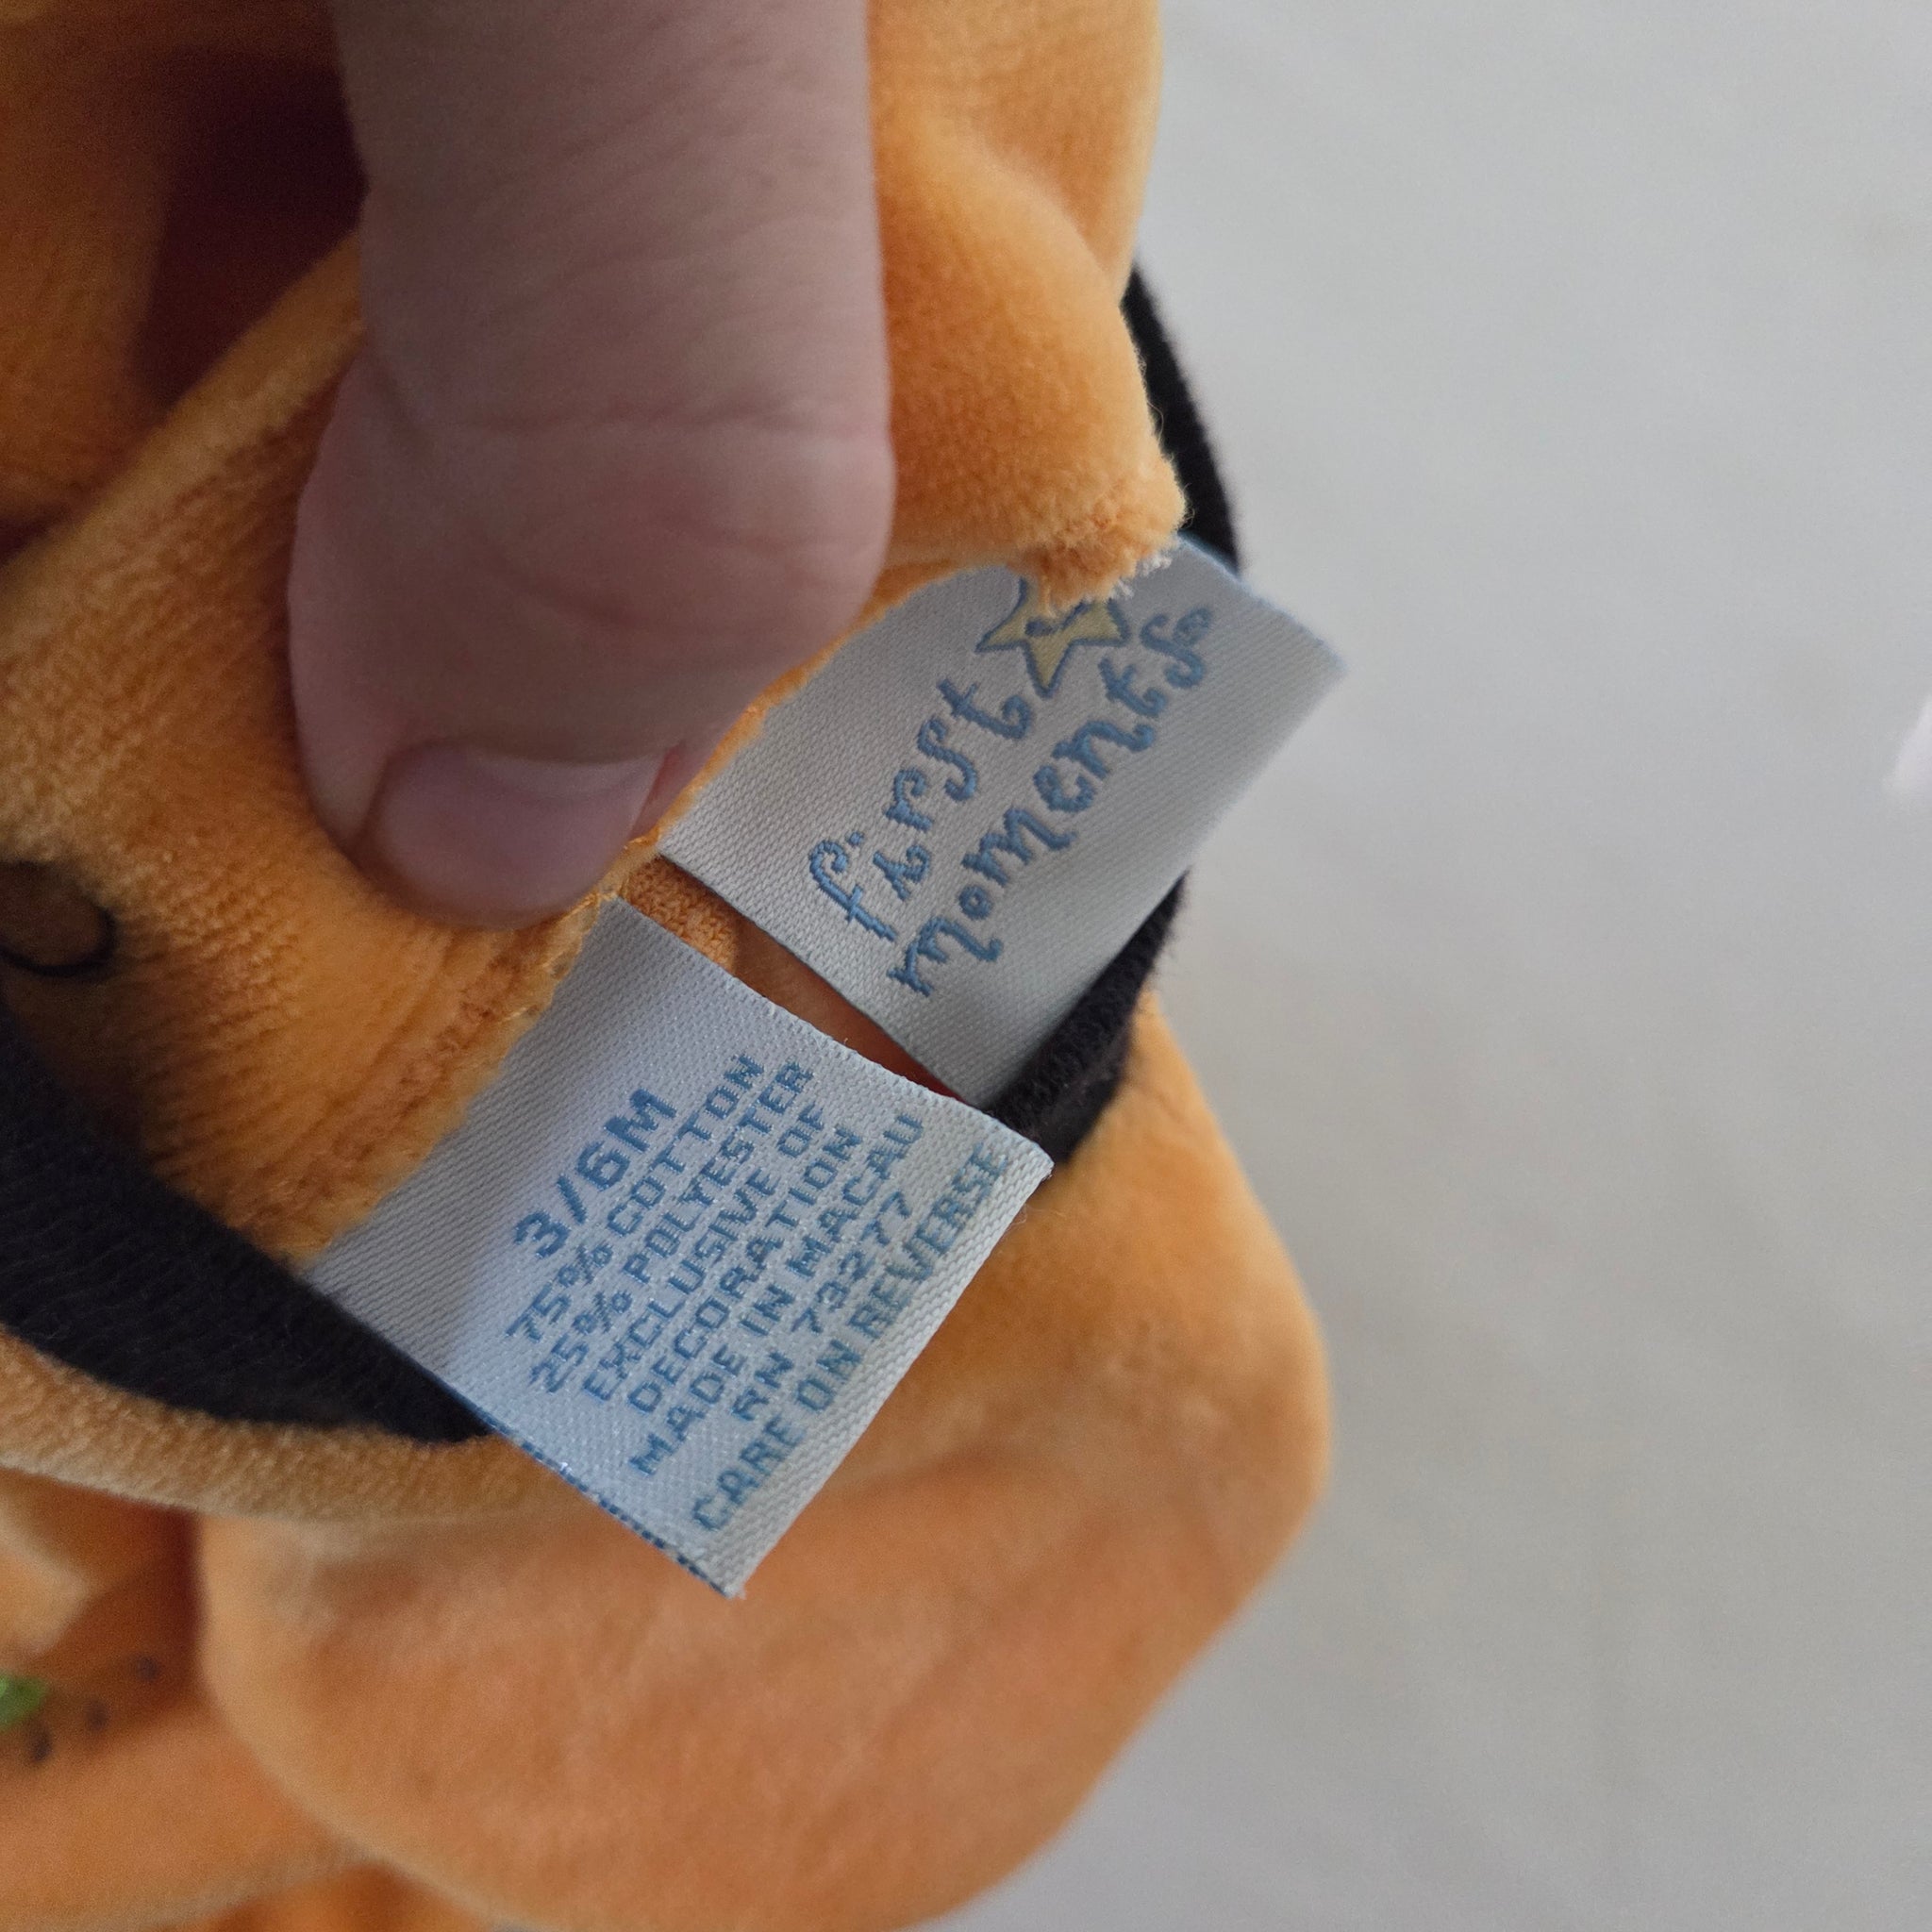 first
moments®
3/6M
75% COTTON
25% POLYESTER
EXCLUSIVE OF
DECORATION
MADE IN MACAU
RN 73277
CARE ON REVERSE